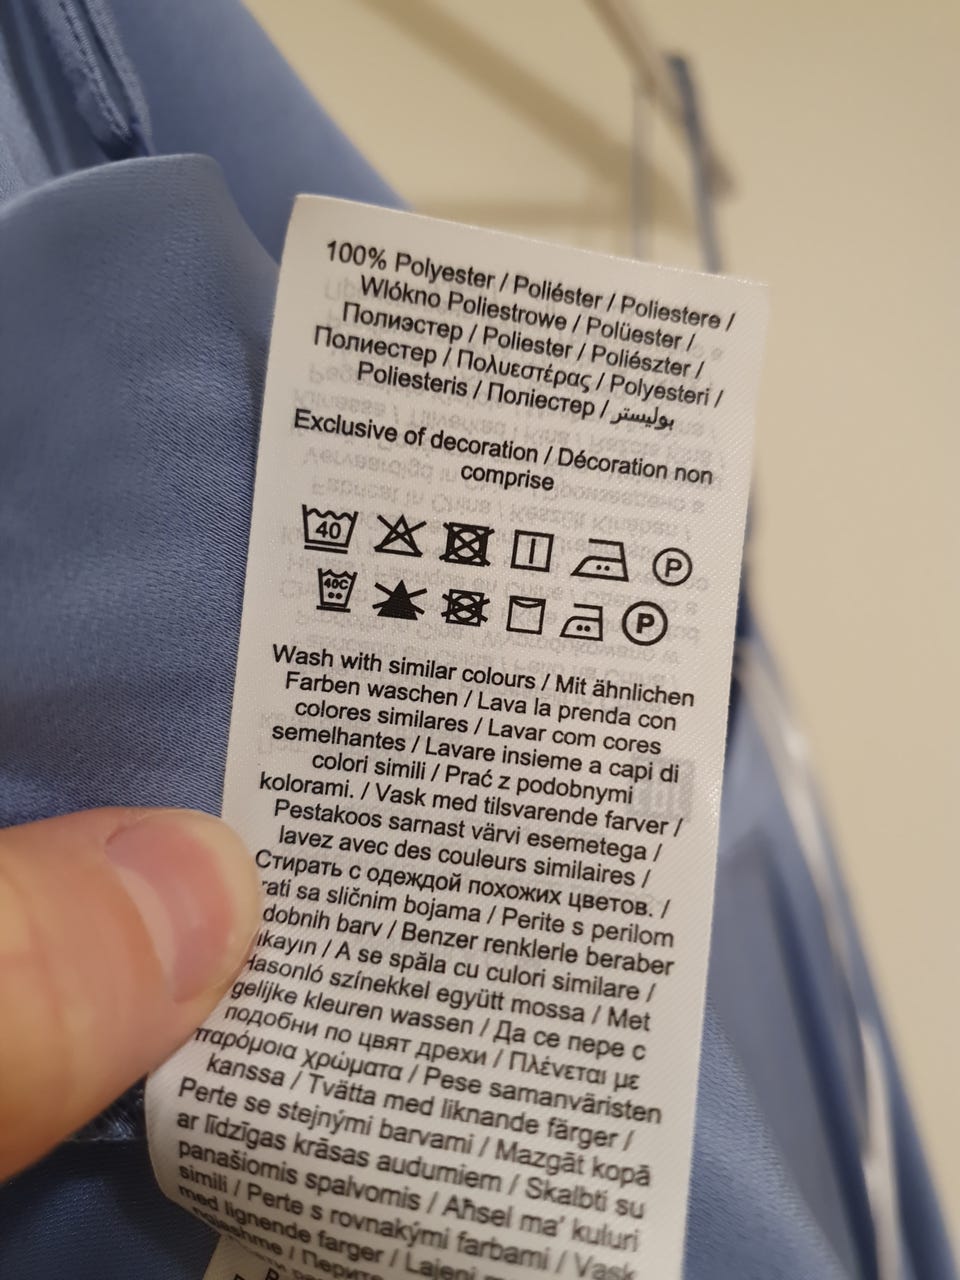 100% Polyester / Poliéster / Poliestere /
Wlókno Poliestrowe / Polüester /
Полиэстер / Poliester / Poliészter /
Полиестер / Πολυεστέρας / Polyesteri /
Poliesteris / Поліестер / بوليستر
Exclusive of decoration / Décoration non
comprise
40 P
40C P
Wash with similar colours / Mit ähnlichen
Farben waschen / Lava la prenda con
colores similares / Lavar com cores
semelhantes / Lavare insieme a capi di
colori simili / Prać z podobnymi
kolorami. / Vask med tilsvarende farver /
Pestakoos sarnast värvi esemetega /
lavez avec des couleurs similaires /
Стирать с одеждой похожих цветов. /
rati sa sličnim bojama / Perite s perilom
dobnih barv / Benzer renklerle beraber
ıkayın / A se spăla cu culori similare /
Hasonló színekkel együtt mossa / Met
gelijke kleuren wassen / Да се пере с
подобни по цвят дрехи / Πλένεται με
παρόμοια χρώματα / Pese samanväristen
kanssa / Tvätta med liknande färger /
Perte se stejnými barvami / Mazgāt kopā
ar līdzīgas krāsas audumiem / Skalbti su
panašiomis spalvomis / Aħsel ma' kuluri
simili / Perte s rovnakými farbami / Vask
med lignende farger / Lajeni
/ Перите